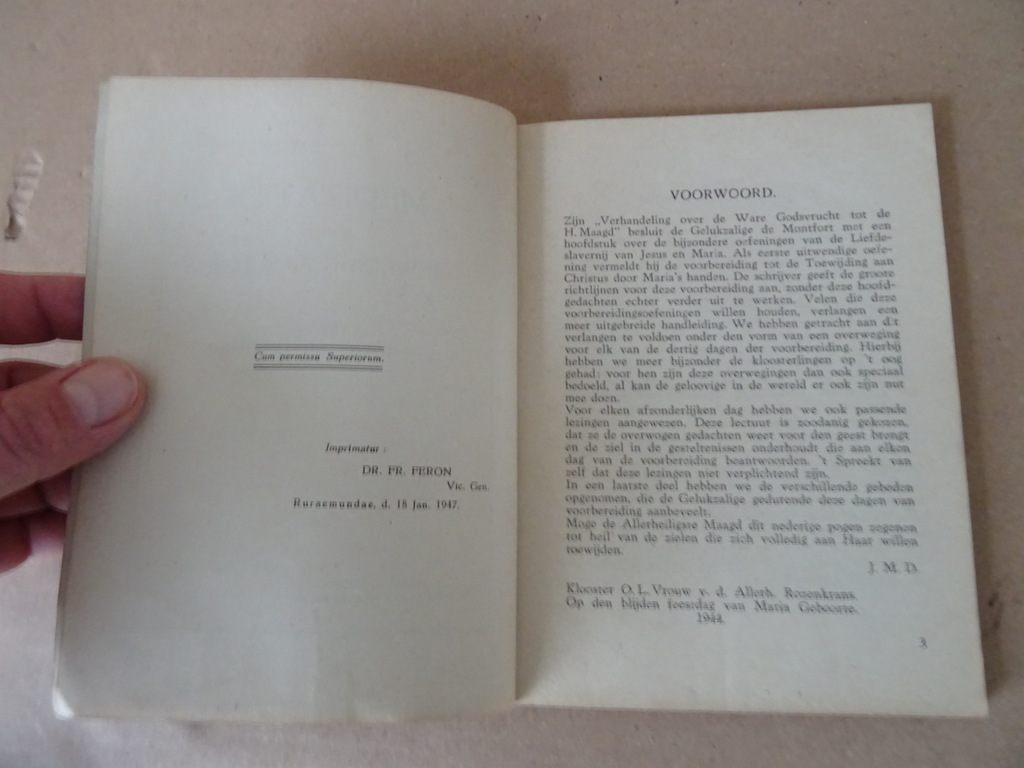 Cum permissu Superiorum.
Imprimatur :
DR. FR. FERON
Vic. Gen.
Ruraemundae, d. 18 Jan. 1947.
VOORWOORD.
Zijn „Verhandeling over de Ware Godsvrucht tot de
H. Maagd" besluit de Gelukzalige de Montfort met een
hoofdstuk over de bijzondere oefeningen van de Liefde-
slavernij van Jesus en Maria. Als eerste uitwendige oefe-
ning vermeldt hij de voorbereiding tot de Toewijding aan
Christus door Maria's handen. De schrijver geeft de groote
richtlijnen voor deze voorbereiding aan, zonder deze hoofd-
gedachten echter verder uit te werken. Velen die deze
voorbereidingsoefeningen willen houden, verlangen een
meer uitgebreide handleiding. We hebben getracht aan d:t
verlangen te voldoen onder den vorm van een overweging
voor elk van de dertig dagen der voorbereiding. Hierbij
hebben we meer bijzonder de kloosterlingen op 't oog
gehad: voor hen zijn deze overwegingen dan ook speciaal
bedoeld, al kan de geloovige in de wereld er ook zijn nut
mee doen.
Voor elken afzonderlijken dag hebben we ook passende
lezingen aangewezen. Deze lectuur is zoodanig gekozen,
dat ze de overwogen gedachten weer voor den geest brengt
en de ziel in de gesteltenissen onderhoudt die aan elken
dag van de voorbereiding beantwoorden. 't Spreekt van
zelf dat deze lezingen niet verplichtend zijn.
In een laatste deel hebben we de verschillende gebeden
opgenomen, die de Gelukzalige gedurende deze dagen van
voorbereiding aanbeveelt.
Moge de Allerheiligste Maagd dit nederige pogen zegenen
tot heil van de zielen die zich volledig aan Haar willen
toewijden.
J. M. D.
Klooster O. L. Vrouw v. d. Allerh. Rozenkrans.
Op den blijden feestdag van Maria Geboorte.
1944.
3